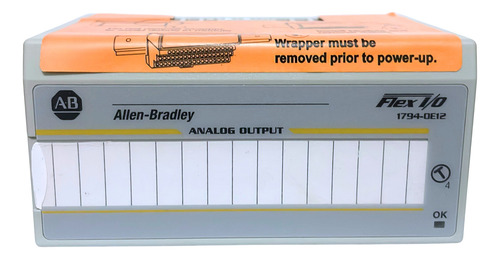 Wrapper must be
removed prior to power-up.
AB
Allen-Bradley
Flex I/O
1794-OE12
ANALOG OUTPUT
4
OK